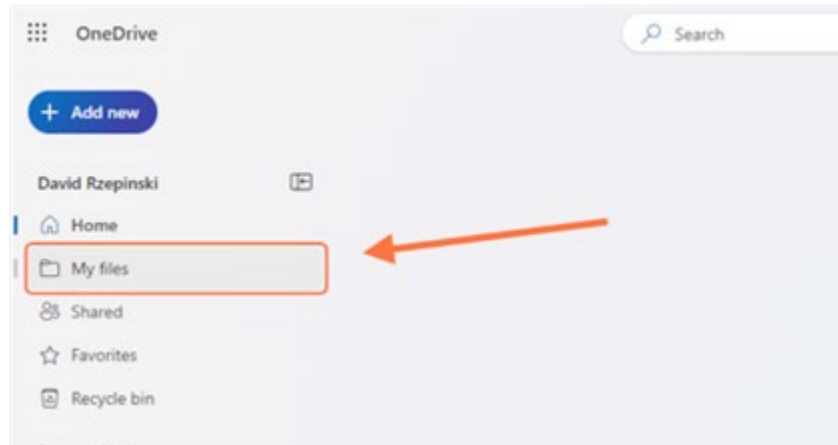 OneDrive
Search
Add new
David Rzepinski
Home
My files
Shared
Favorites
Recycle bin